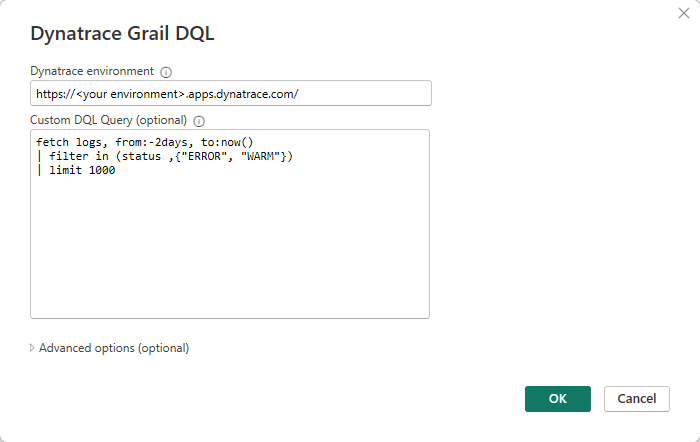 Dynatrace Grail DQL
Dynatrace environment
https://<your environment>.apps.dynatrace.com/
Custom DQL Query (optional)
fetch logs, from:-2days, to:now()
| filter in (status ,{"ERROR", "WARM"})
| limit 1000
Advanced options (optional)
OK Cancel